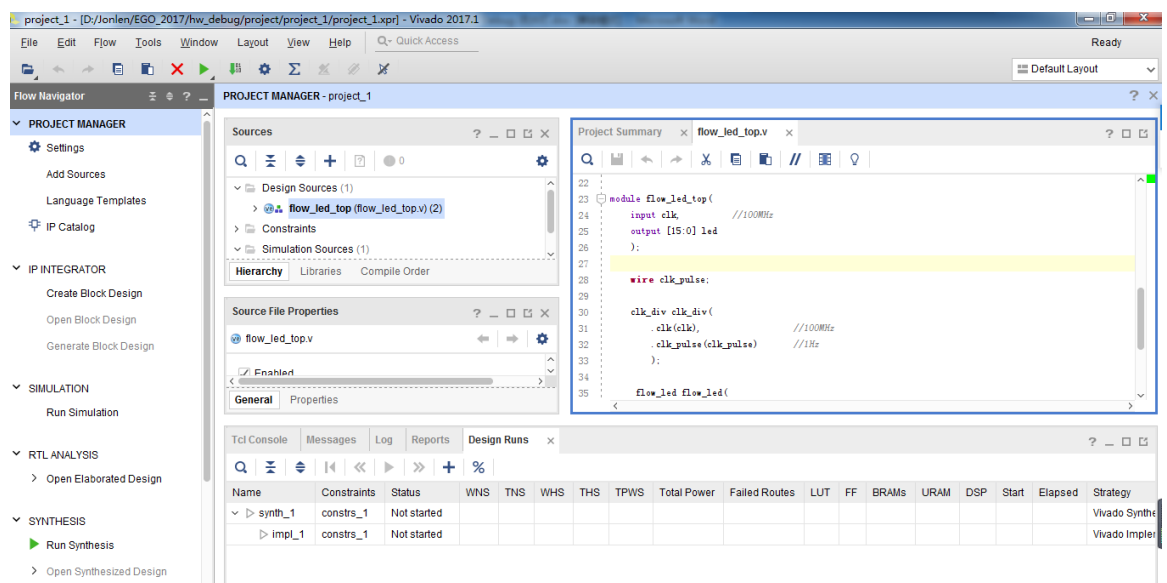 project_1 - [D:/Jonlen/EGO_2017/hw_debug/project/project_1/project_1.xpr] - Vivado 2017.1
File Edit Flow Tools Window Layout View Help Quick Access Ready
Default Layout
Flow Navigator PROJECT MANAGER - project_1
PROJECT MANAGER
Settings
Add Sources
Language Templates
IP Catalog
IP INTEGRATOR
Create Block Design
Open Block Design
Generate Block Design
SIMULATION
Run Simulation
RTL ANALYSIS
Open Elaborated Design
SYNTHESIS
Run Synthesis
Open Synthesized Design
Sources
0
Design Sources (1)
flow_led_top (flow_led_top.v) (2)
Constraints
Simulation Sources (1)
Hierarchy Libraries Compile Order
Source File Properties
flow_led_top.v
Enabled
General Properties
Project Summary flow_led_top.v
22
23 module flow_led_top(
24 input clk, //100MHz
25 output [15:0] led
26 );
27
28 wire clk_pulse;
29
30 clk_div clk_div(
31 .clk(clk), //100MHz
32 .clk_pulse(clk_pulse) //1Hz
33 );
34
35 flow_led flow_led(
Tcl Console Messages Log Reports Design Runs
Name Constraints Status WNS TNS WHS THS TPWS Total Power Failed Routes LUT FF BRAMs URAM DSP Start Elapsed Strategy
synth_1 constrs_1 Not started Vivado Synthe
impl_1 constrs_1 Not started Vivado Implem